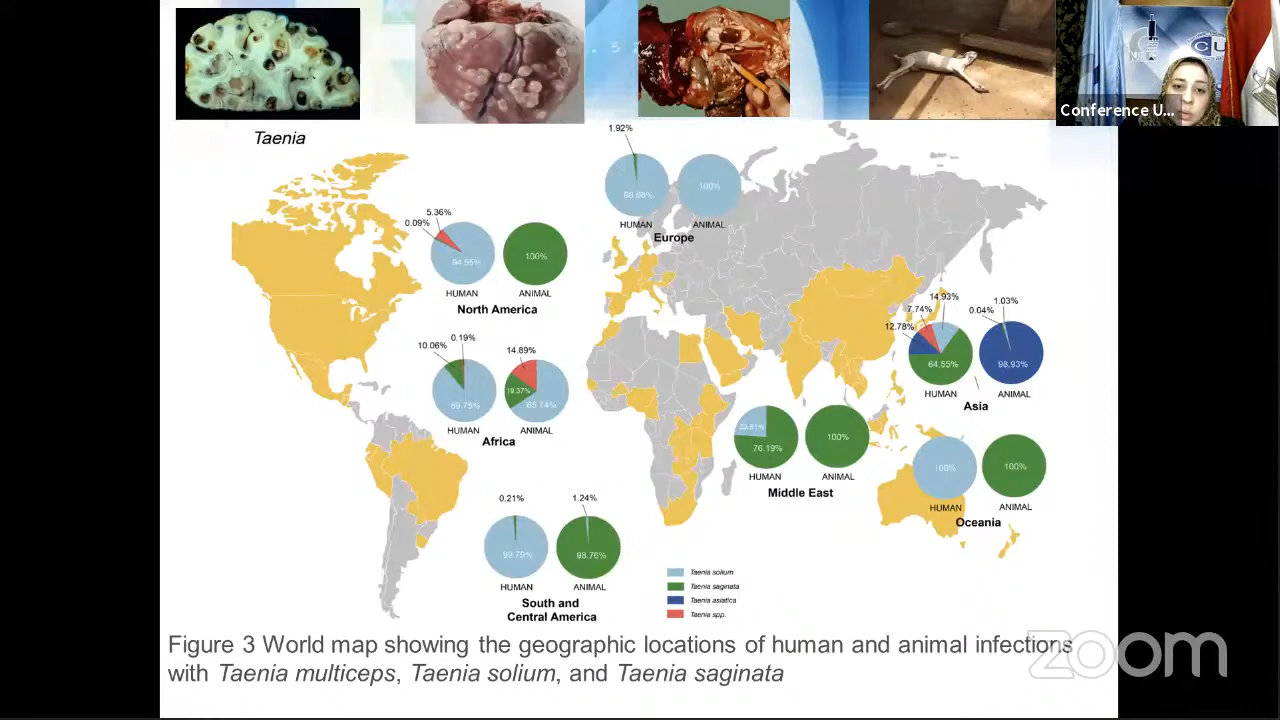 Conference U...
Taenia
1.92%
98.08%
100%
HUMAN
ANIMAL
Europe
5.36%
0.09%
94.55%
100%
HUMAN
ANIMAL
North America
14.93%
7.74%
12.78%
64.55%
1.03%
0.04%
98.93%
HUMAN
ANIMAL
Asia
0.19%
10.06%
89.75%
14.89%
19.37%
65.74%
HUMAN
ANIMAL
Africa
23.81%
76.19%
100%
HUMAN
ANIMAL
Middle East
100%
100%
HUMAN
ANIMAL
Oceania
0.21%
99.79%
1.24%
98.76%
HUMAN
ANIMAL
South and
Central America
Taenia solium
Taenia saginata
Taenia asiatica
Taenia spp.
Figure 3 World map showing the geographic locations of human and animal infections
with Taenia multiceps, Taenia solium, and Taenia saginata
zoom